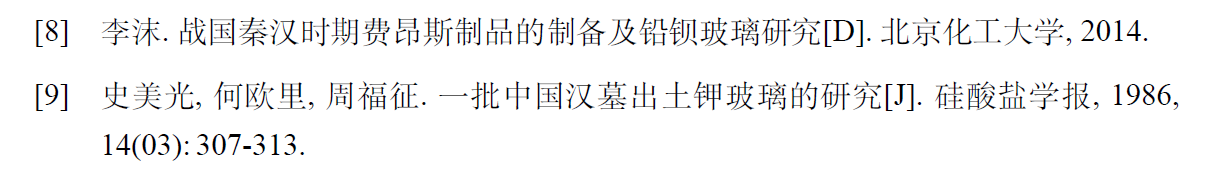 [8] 李沫. 战国秦汉时期费昂斯制品的制备及铅钡玻璃研究[D]. 北京化工大学, 2014.
[9] 史美光, 何欧里, 周福征. 一批中国汉墓出土钾玻璃的研究[J]. 硅酸盐学报, 1986,
14(03): 307-313.